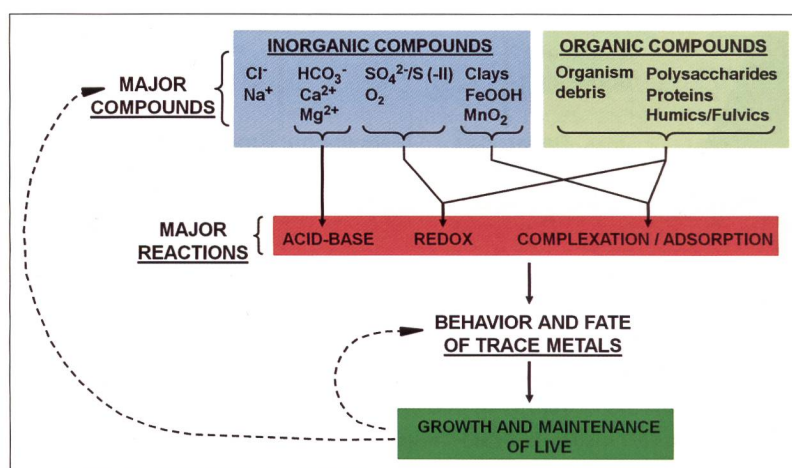 INORGANIC COMPOUNDS
ORGANIC COMPOUNDS
MAJOR
COMPOUNDS
Cl⁻
Na⁺
HCO₃⁻
Ca²⁺
Mg²⁺
SO₄²⁻/S (-II)
O₂
Clays
FeOOH
MnO₂
Organism
debris
Polysaccharides
Proteins
Humics/Fulvics
MAJOR
REACTIONS
ACID-BASE
REDOX
COMPLEXATION / ADSORPTION
BEHAVIOR AND FATE
OF TRACE METALS
GROWTH AND MAINTENANCE
OF LIVE